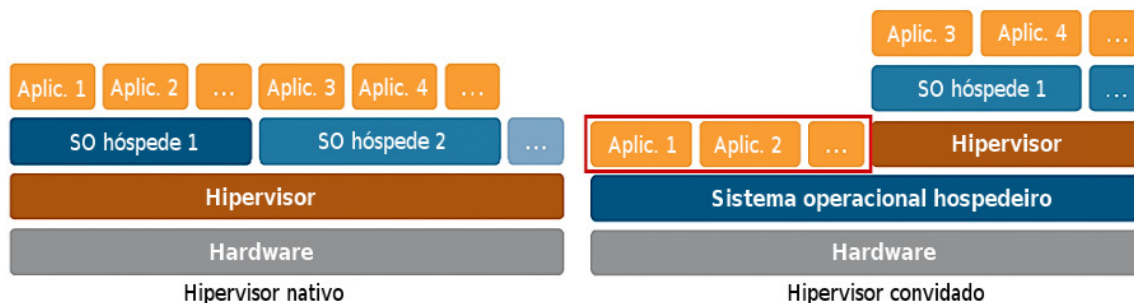 Aplic. 1 Aplic. 2 ... Aplic. 3 Aplic. 4 ...
SO hóspede 1 SO hóspede 2 ...
Hipervisor
Hardware
Hipervisor nativo
Aplic. 3 Aplic. 4 ...
SO hóspede 1 ...
Aplic. 1 Aplic. 2 ... Hipervisor
Sistema operacional hospedeiro
Hardware
Hipervisor convidado